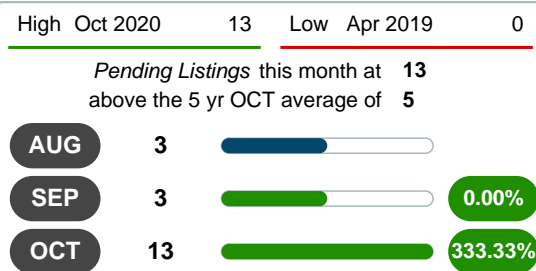 High Oct 2020 13 Low Apr 2019 0
Pending Listings this month at 13
above the 5 yr OCT average of 5
AUG 3
SEP 3 0.00%
OCT 13 333.33%